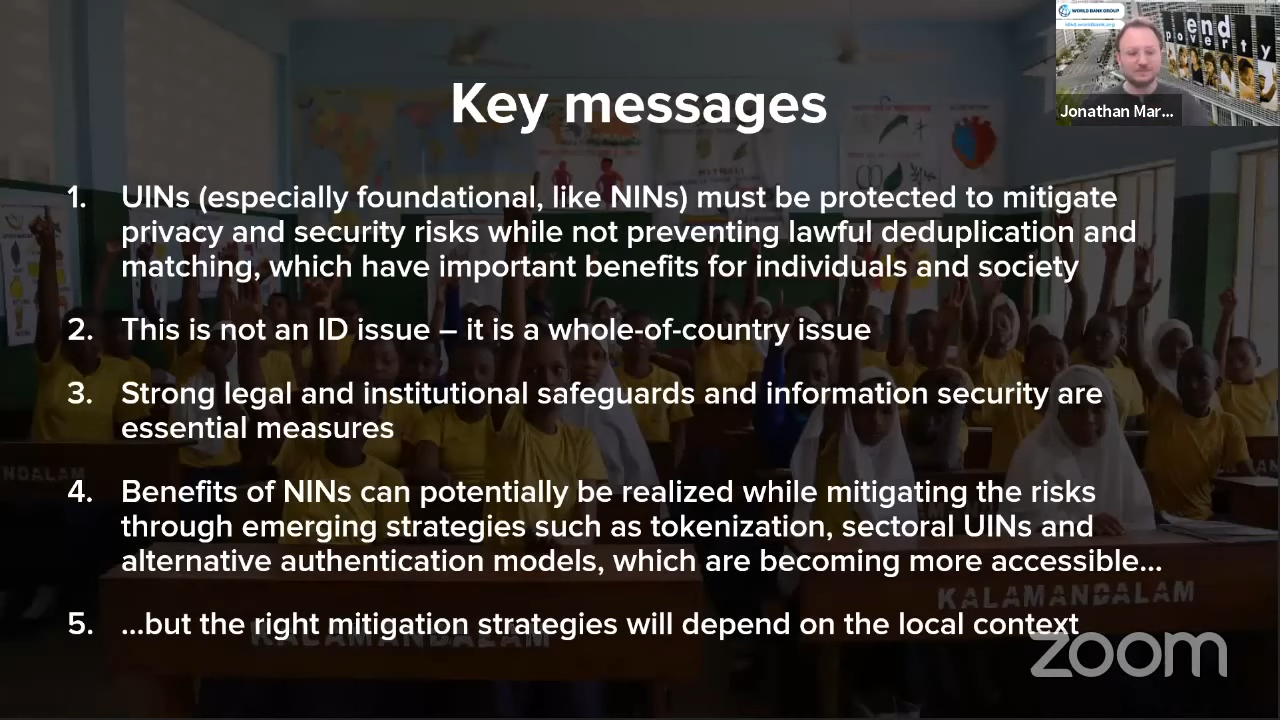 WORLD BANK GROUP
id4d.worldbank.org
end
poverty
Jonathan Mar...
Key messages
1. UINs (especially foundational, like NINs) must be protected to mitigate
privacy and security risks while not preventing lawful deduplication and
matching, which have important benefits for individuals and society
2. This is not an ID issue – it is a whole-of-country issue
3. Strong legal and institutional safeguards and information security are
essential measures
4. Benefits of NINs can potentially be realized while mitigating the risks
through emerging strategies such as tokenization, sectoral UINs and
alternative authentication models, which are becoming more accessible...
5. ...but the right mitigation strategies will depend on the local context
NDALAM
KALAMANDALAM
KALAMANDALAM
zoom